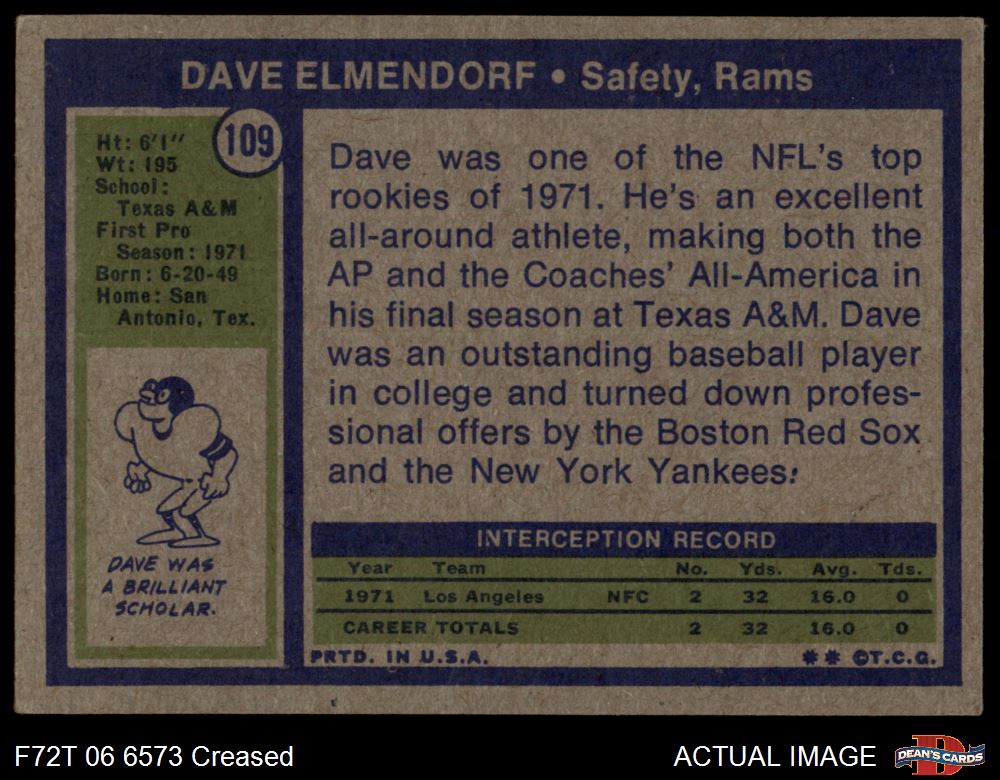 DAVE ELMENDORF • Safety, Rams
109
Ht: 6'1"
Wt: 195
School:
Texas A&M
First Pro
Season: 1971
Born: 6-20-49
Home: San
Antonio, Tex.
DAVE WAS
A BRILLIANT
SCHOLAR.
Dave was one of the NFL's top
rookies of 1971. He's an excellent
all-around athlete, making both the
AP and the Coaches' All-America in
his final season at Texas A&M. Dave
was an outstanding baseball player
in college and turned down profes-
sional offers by the Boston Red Sox
and the New York Yankees.
INTERCEPTION RECORD
Year Team No. Yds. Avg. Tds.
1971 Los Angeles NFC 2 32 16.0 0
CAREER TOTALS 2 32 16.0 0
PRTD. IN U.S.A. ** ©T.C.G.
F72T 06 6573 Creased ACTUAL IMAGE DEAN'S CARDS